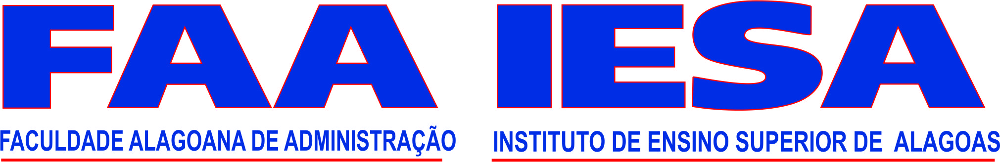 FAA IESA
FACULDADE ALAGOANA DE ADMINISTRAÇÃO
INSTITUTO DE ENSINO SUPERIOR DE ALAGOAS